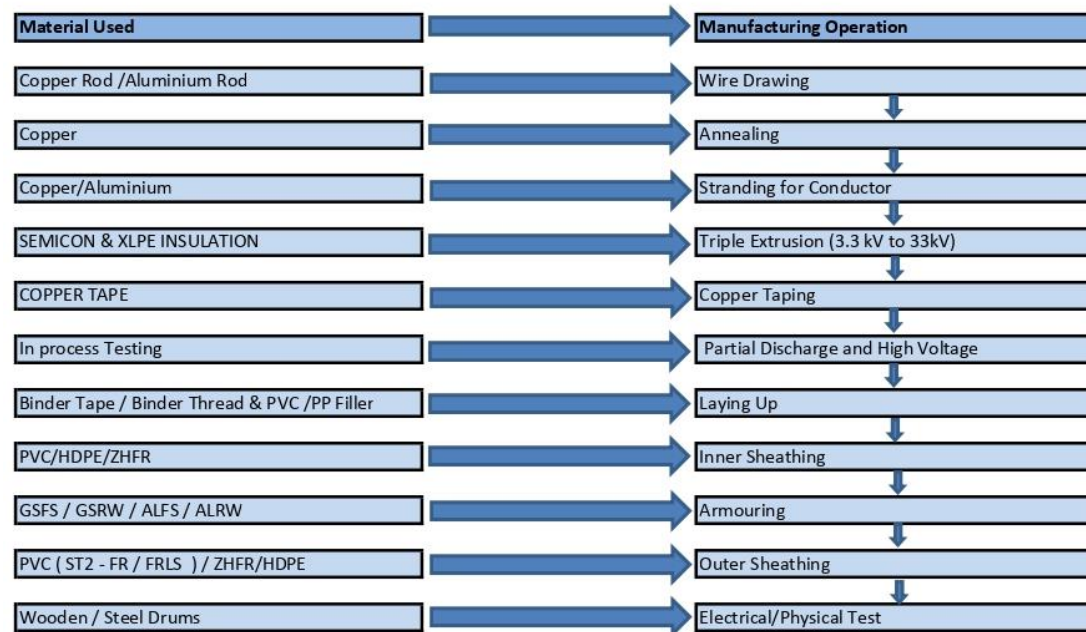 Material Used
Manufacturing Operation
Copper Rod /Aluminium Rod
Wire Drawing
Copper
Annealing
Copper/Aluminium
Stranding for Conductor
SEMICON & XLPE INSULATION
Triple Extrusion (3.3 kV to 33kV)
COPPER TAPE
Copper Taping
In process Testing
Partial Discharge and High Voltage
Binder Tape / Binder Thread & PVC /PP Filler
Laying Up
PVC/HDPE/ZHFR
Inner Sheathing
GSFS / GSRW / ALFS / ALRW
Armouring
PVC ( ST2 - FR / FRLS ) / ZHFR/HDPE
Outer Sheathing
Wooden / Steel Drums
Electrical/Physical Test